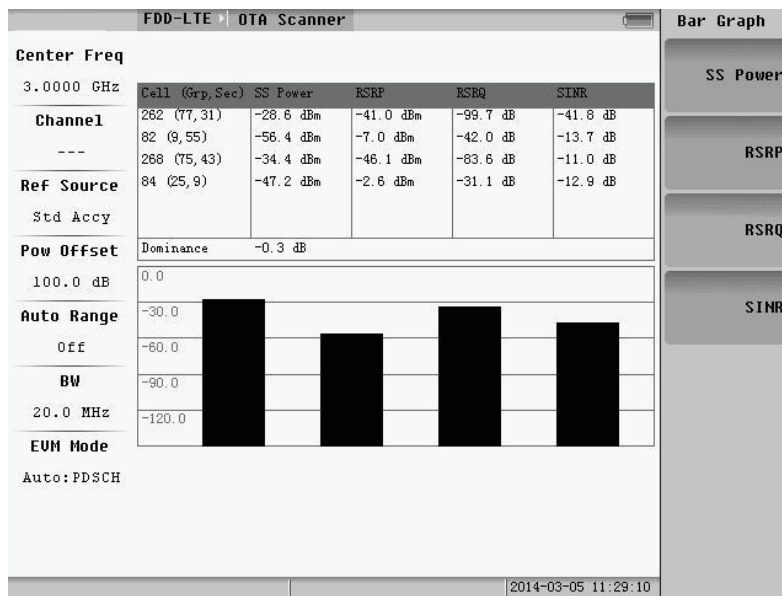 FDD-LTE OTA Scanner
Bar Graph
Center Freq
3.0000 GHz
Channel
---
Ref Source
Std Accy
Pow Offset
100.0 dB
Auto Range
Off
BW
20.0 MHz
EVM Mode
Auto:PDSCH
Cell (Grp,Sec) SS Power RSRP RSRQ SINR
262 (77,31) -28.6 dBm -41.0 dBm -99.7 dB -41.8 dB
82 (9,55) -56.4 dBm -7.0 dBm -42.0 dB -13.7 dB
268 (75,43) -34.4 dBm -46.1 dBm -83.6 dB -11.0 dB
84 (25,9) -47.2 dBm -2.6 dBm -31.1 dB -12.9 dB
Dominance -0.3 dB
0.0
-30.0
-60.0
-90.0
-120.0
SS Power
RSRP
RSRQ
SINR
2014-03-05 11:29:10